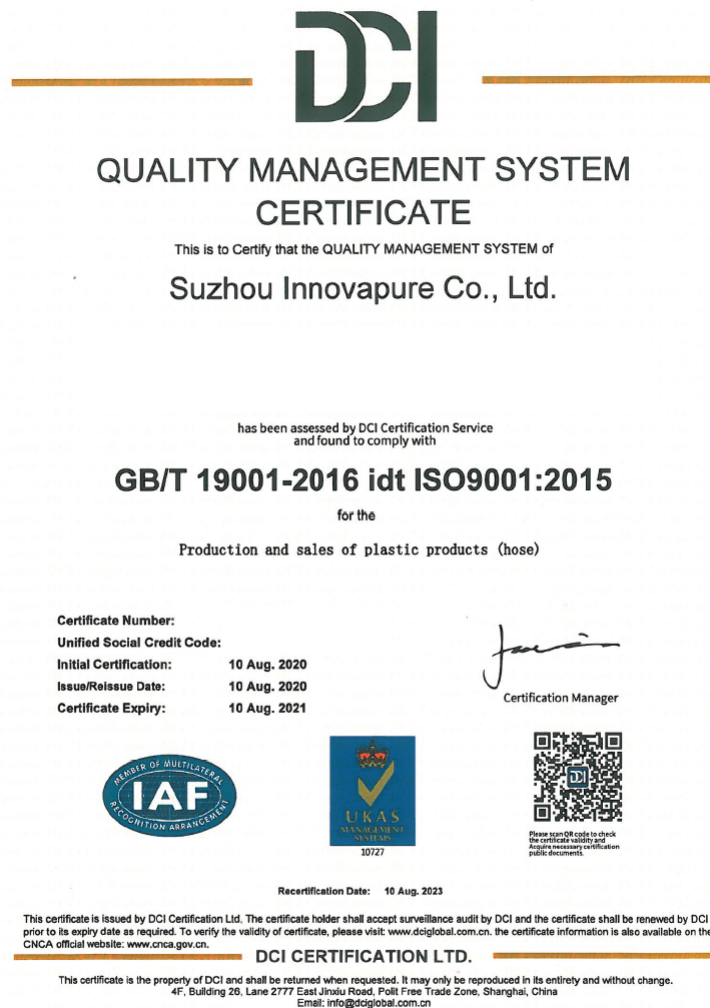 DCI
QUALITY MANAGEMENT SYSTEM
CERTIFICATE
This is to Certify that the QUALITY MANAGEMENT SYSTEM of
Suzhou Innovapure Co., Ltd.
has been assessed by DCI Certification Service
and found to comply with
GB/T 19001-2016 idt ISO9001:2015
for the
Production and sales of plastic products (hose)
Certificate Number:
Unified Social Credit Code:
Initial Certification: 10 Aug. 2020
Issue/Reissue Date: 10 Aug. 2020
Certificate Expiry: 10 Aug. 2021
Certification Manager
MEMBER OF MULTILATERAL
IAF
RECOGNITION ARRANGEMENT
UKAS
MANAGEMENT
SYSTEMS
10727
DCI
Please scan QR code to check
the certificate validity and
Acquire necessary certification
public documents.
Recertification Date: 10 Aug. 2023
This certificate is issued by DCI Certification Ltd. The certificate holder shall accept surveillance audit by DCI and the certificate shall be renewed by DCI
prior to its expiry date as required. To verify the validity of certificate, please visit: www.dciglobal.com.cn. the certificate information is also available on the
CNCA official website: www.cnca.gov.cn.
DCI CERTIFICATION LTD.
This certificate is the property of DCI and shall be returned when requested. It may only be reproduced in its entirety and without change.
4F, Building 26, Lane 2777 East Jinxiu Road, Polit Free Trade Zone, Shanghai, China
Email: info@dciglobal.com.cn